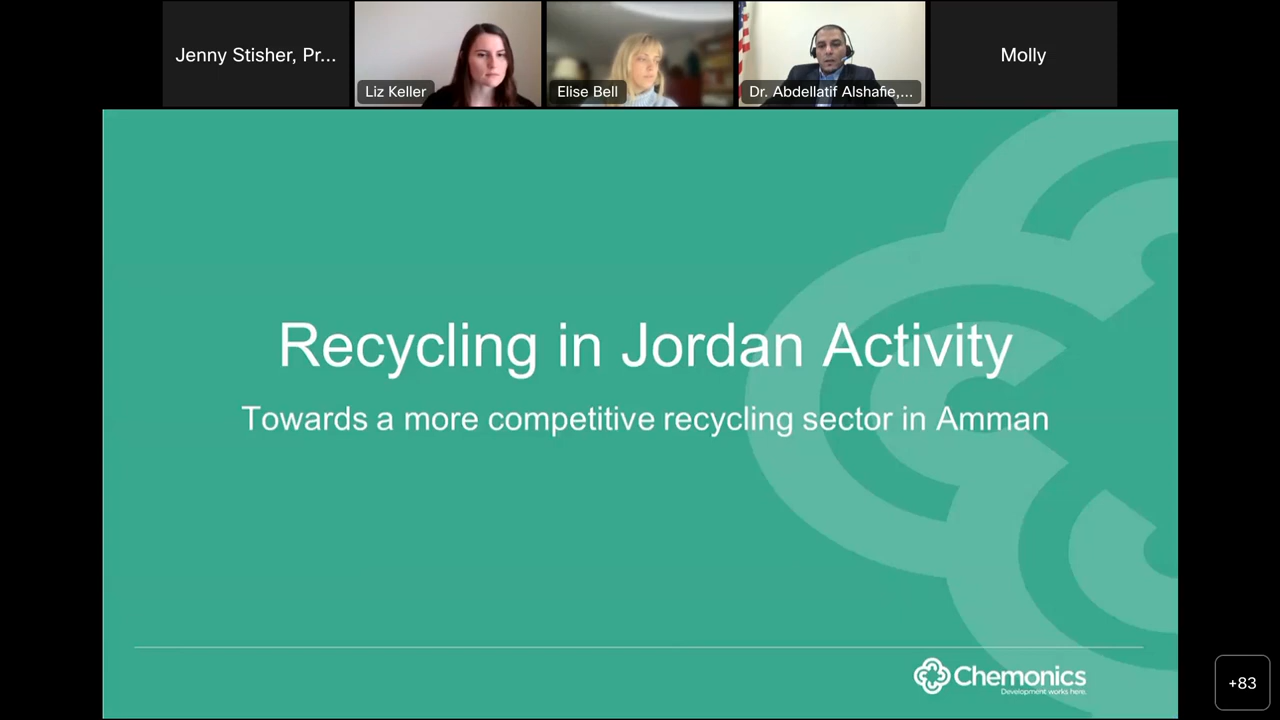 Jenny Stisher, Pr...
Liz Keller
Elise Bell
Dr. Abdellatif Alshafie,...
Molly
Recycling in Jordan Activity
Towards a more competitive recycling sector in Amman
Chemonics
Development works here.
+83